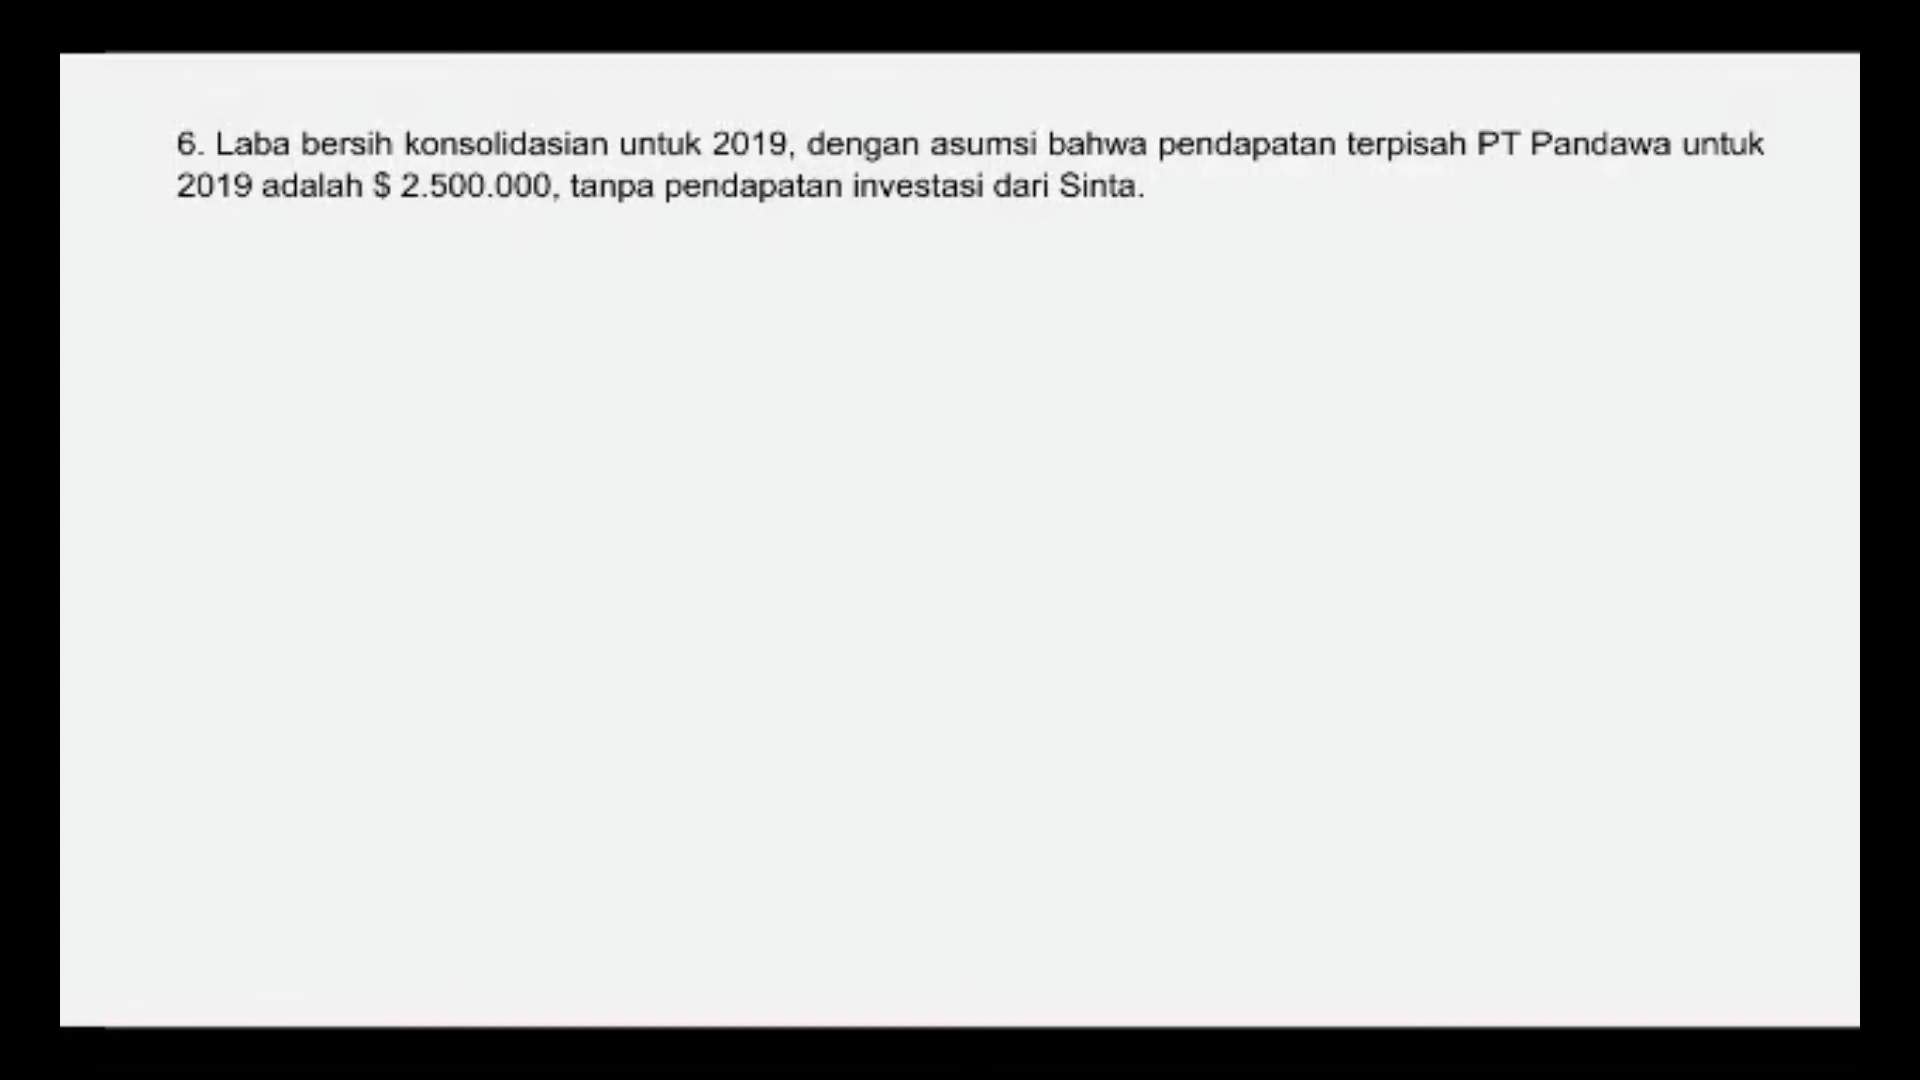 6. Laba bersih konsolidasian untuk 2019, dengan asumsi bahwa pendapatan terpisah PT Pandawa untuk
2019 adalah $ 2.500.000, tanpa pendapatan investasi dari Sinta.